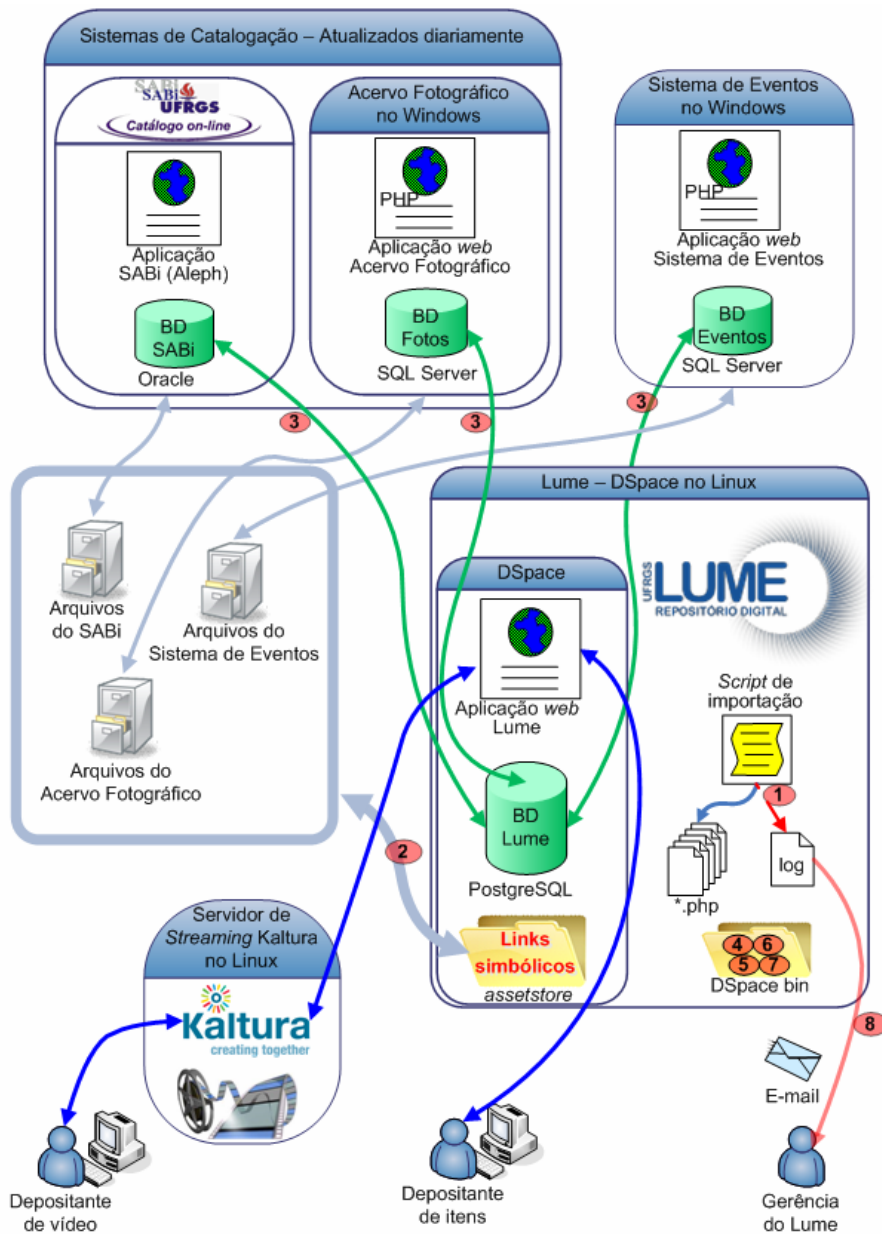 Sistemas de Catalogação – Atualizados diariamente
SABi
SABi
UFRGS
Catálogo on-line
Aplicação
SABi (Aleph)
BD
SABi
Oracle
Acervo Fotográfico
no Windows
PHP
Aplicação web
Acervo Fotográfico
BD
Fotos
SQL Server
Sistema de Eventos
no Windows
PHP
Aplicação web
Sistema de Eventos
BD
Eventos
SQL Server
3
3
3
Arquivos
do SABi
Arquivos do
Sistema de Eventos
Arquivos do
Acervo Fotográfico
Lume – DSpace no Linux
DSpace
Aplicação web
Lume
BD
Lume
PostgreSQL
Links
simbólicos
assetstore
UFRGS
LUME
REPOSITÓRIO DIGITAL
Script de
importação
1
*.php
log
4 6
5 7
DSpace bin
2
Servidor de
Streaming Kaltura
no Linux
Kaltura
creating together
8
E-mail
Depositante
de vídeo
Depositante
de itens
Gerência
do Lume